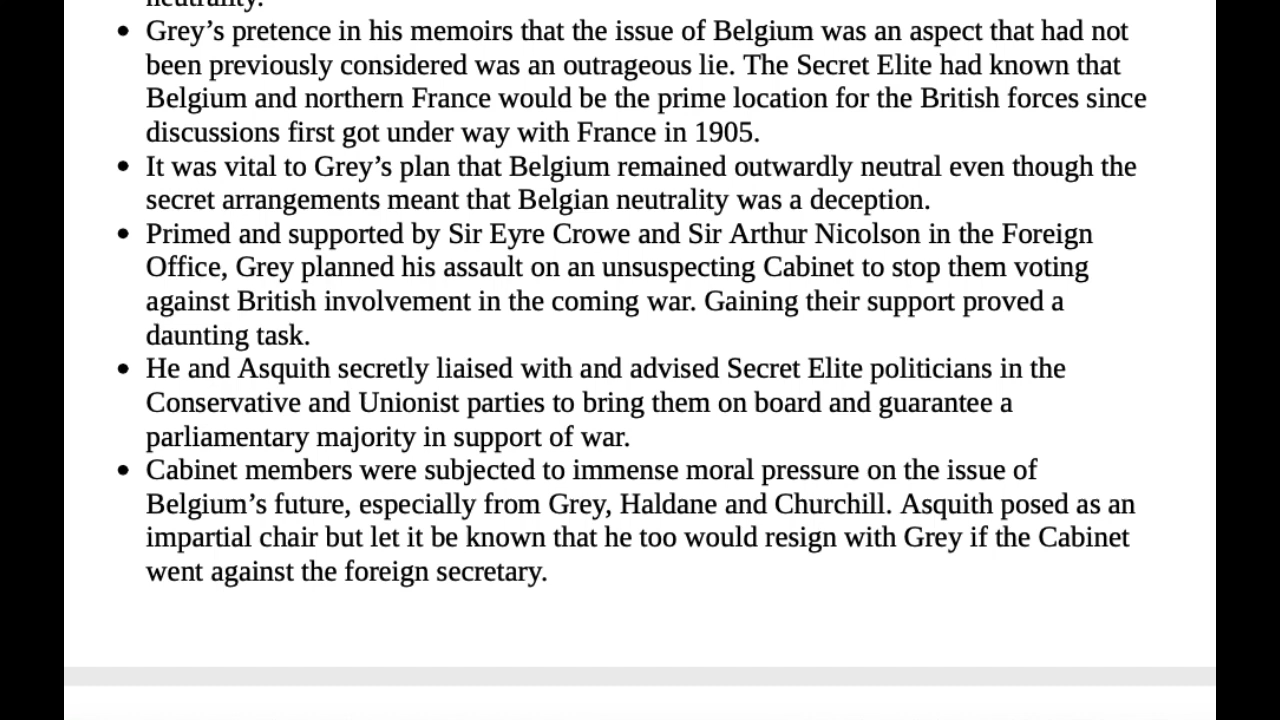 neutrality.
• Grey’s pretence in his memoirs that the issue of Belgium was an aspect that had not
been previously considered was an outrageous lie. The Secret Elite had known that
Belgium and northern France would be the prime location for the British forces since
discussions first got under way with France in 1905.
• It was vital to Grey’s plan that Belgium remained outwardly neutral even though the
secret arrangements meant that Belgian neutrality was a deception.
• Primed and supported by Sir Eyre Crowe and Sir Arthur Nicolson in the Foreign
Office, Grey planned his assault on an unsuspecting Cabinet to stop them voting
against British involvement in the coming war. Gaining their support proved a
daunting task.
• He and Asquith secretly liaised with and advised Secret Elite politicians in the
Conservative and Unionist parties to bring them on board and guarantee a
parliamentary majority in support of war.
• Cabinet members were subjected to immense moral pressure on the issue of
Belgium’s future, especially from Grey, Haldane and Churchill. Asquith posed as an
impartial chair but let it be known that he too would resign with Grey if the Cabinet
went against the foreign secretary.